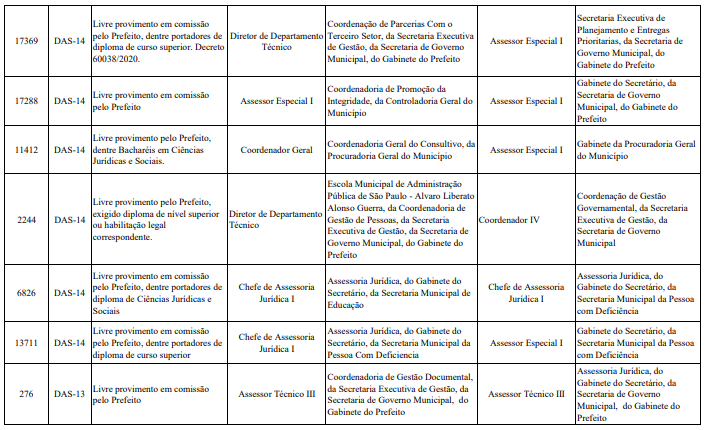 17369 DAS-14 Livre provimento em comissão pelo Prefeito, dentre portadores de diploma de curso superior. Decreto 60038/2020. Diretor de Departamento Técnico Coordenação de Parcerias Com o Terceiro Setor, da Secretaria Executiva de Gestão, da Secretaria de Governo Municipal, do Gabinete do Prefeito Assessor Especial I Secretaria Executiva de Planejamento e Entregas Prioritarias, da Secretaria de Governo Municipal, do Gabinete do Prefeito
17288 DAS-14 Livre provimento em comissão pelo Prefeito Assessor Especial I Coordenadoria de Promoção da Integridade, da Controladoria Geral do Município Assessor Especial I Gabinete do Secretário, da Secretaria de Governo Municipal, do Gabinete do Prefeito
11412 DAS-14 Livre provimento pelo Prefeito, dentre Bacharéis em Ciências Jurídicas e Sociais. Coordenador Geral Coordenadoria Geral do Consultivo, da Procuradoria Geral do Município Assessor Especial I Gabinete da Procuradoria Geral do Município
2244 DAS-14 Livre provimento pelo Prefeito, exigido diploma de nível superior ou habilitação legal correspondente. Diretor de Departamento Técnico Escola Municipal de Administração Pública de São Paulo - Alvaro Liberato Alonso Guerra, da Coordenadoria de Gestão de Pessoas, da Secretaria Executiva de Gestão, da Secretaria de Governo Municipal, do Gabinete do Prefeito Coordenador IV Coordenação de Gestão Governamental, da Secretaria Executiva de Gestão, da Secretaria de Governo Municipal
6826 DAS-14 Livre provimento em comissão pelo Prefeito, dentre portadores de diploma de Ciências Jurídicas e Sociais Chefe de Assessoria Jurídica I Assessoria Jurídica, do Gabinete do Secretário, da Secretaria Municipal de Educação Chefe de Assessoria Jurídica I Assessoria Jurídica, do Gabinete do Secretário, da Secretaria Municipal da Pessoa com Deficiência
13711 DAS-14 Livre provimento em comissão pelo Prefeito, dentre portadores de diploma de curso superior Chefe de Assessoria Jurídica I Assessoria Jurídica, do Gabinete do Secretário, da Secretaria Municipal da Pessoa Com Deficiencia Assessor Especial I Gabinete do Secretário, da Secretaria Municipal da Pessoa com Deficiência
276 DAS-13 Livre provimento em comissão pelo Prefeito Assessor Técnico III Coordenadoria de Gestão Documental, da Secretaria Executiva de Gestão, da Secretaria de Governo Municipal, do Gabinete do Prefeito Assessor Técnico III Assessoria Jurídica, do Gabinete do Secretário, da Secretaria de Governo Municipal, do Gabinete do Prefeito